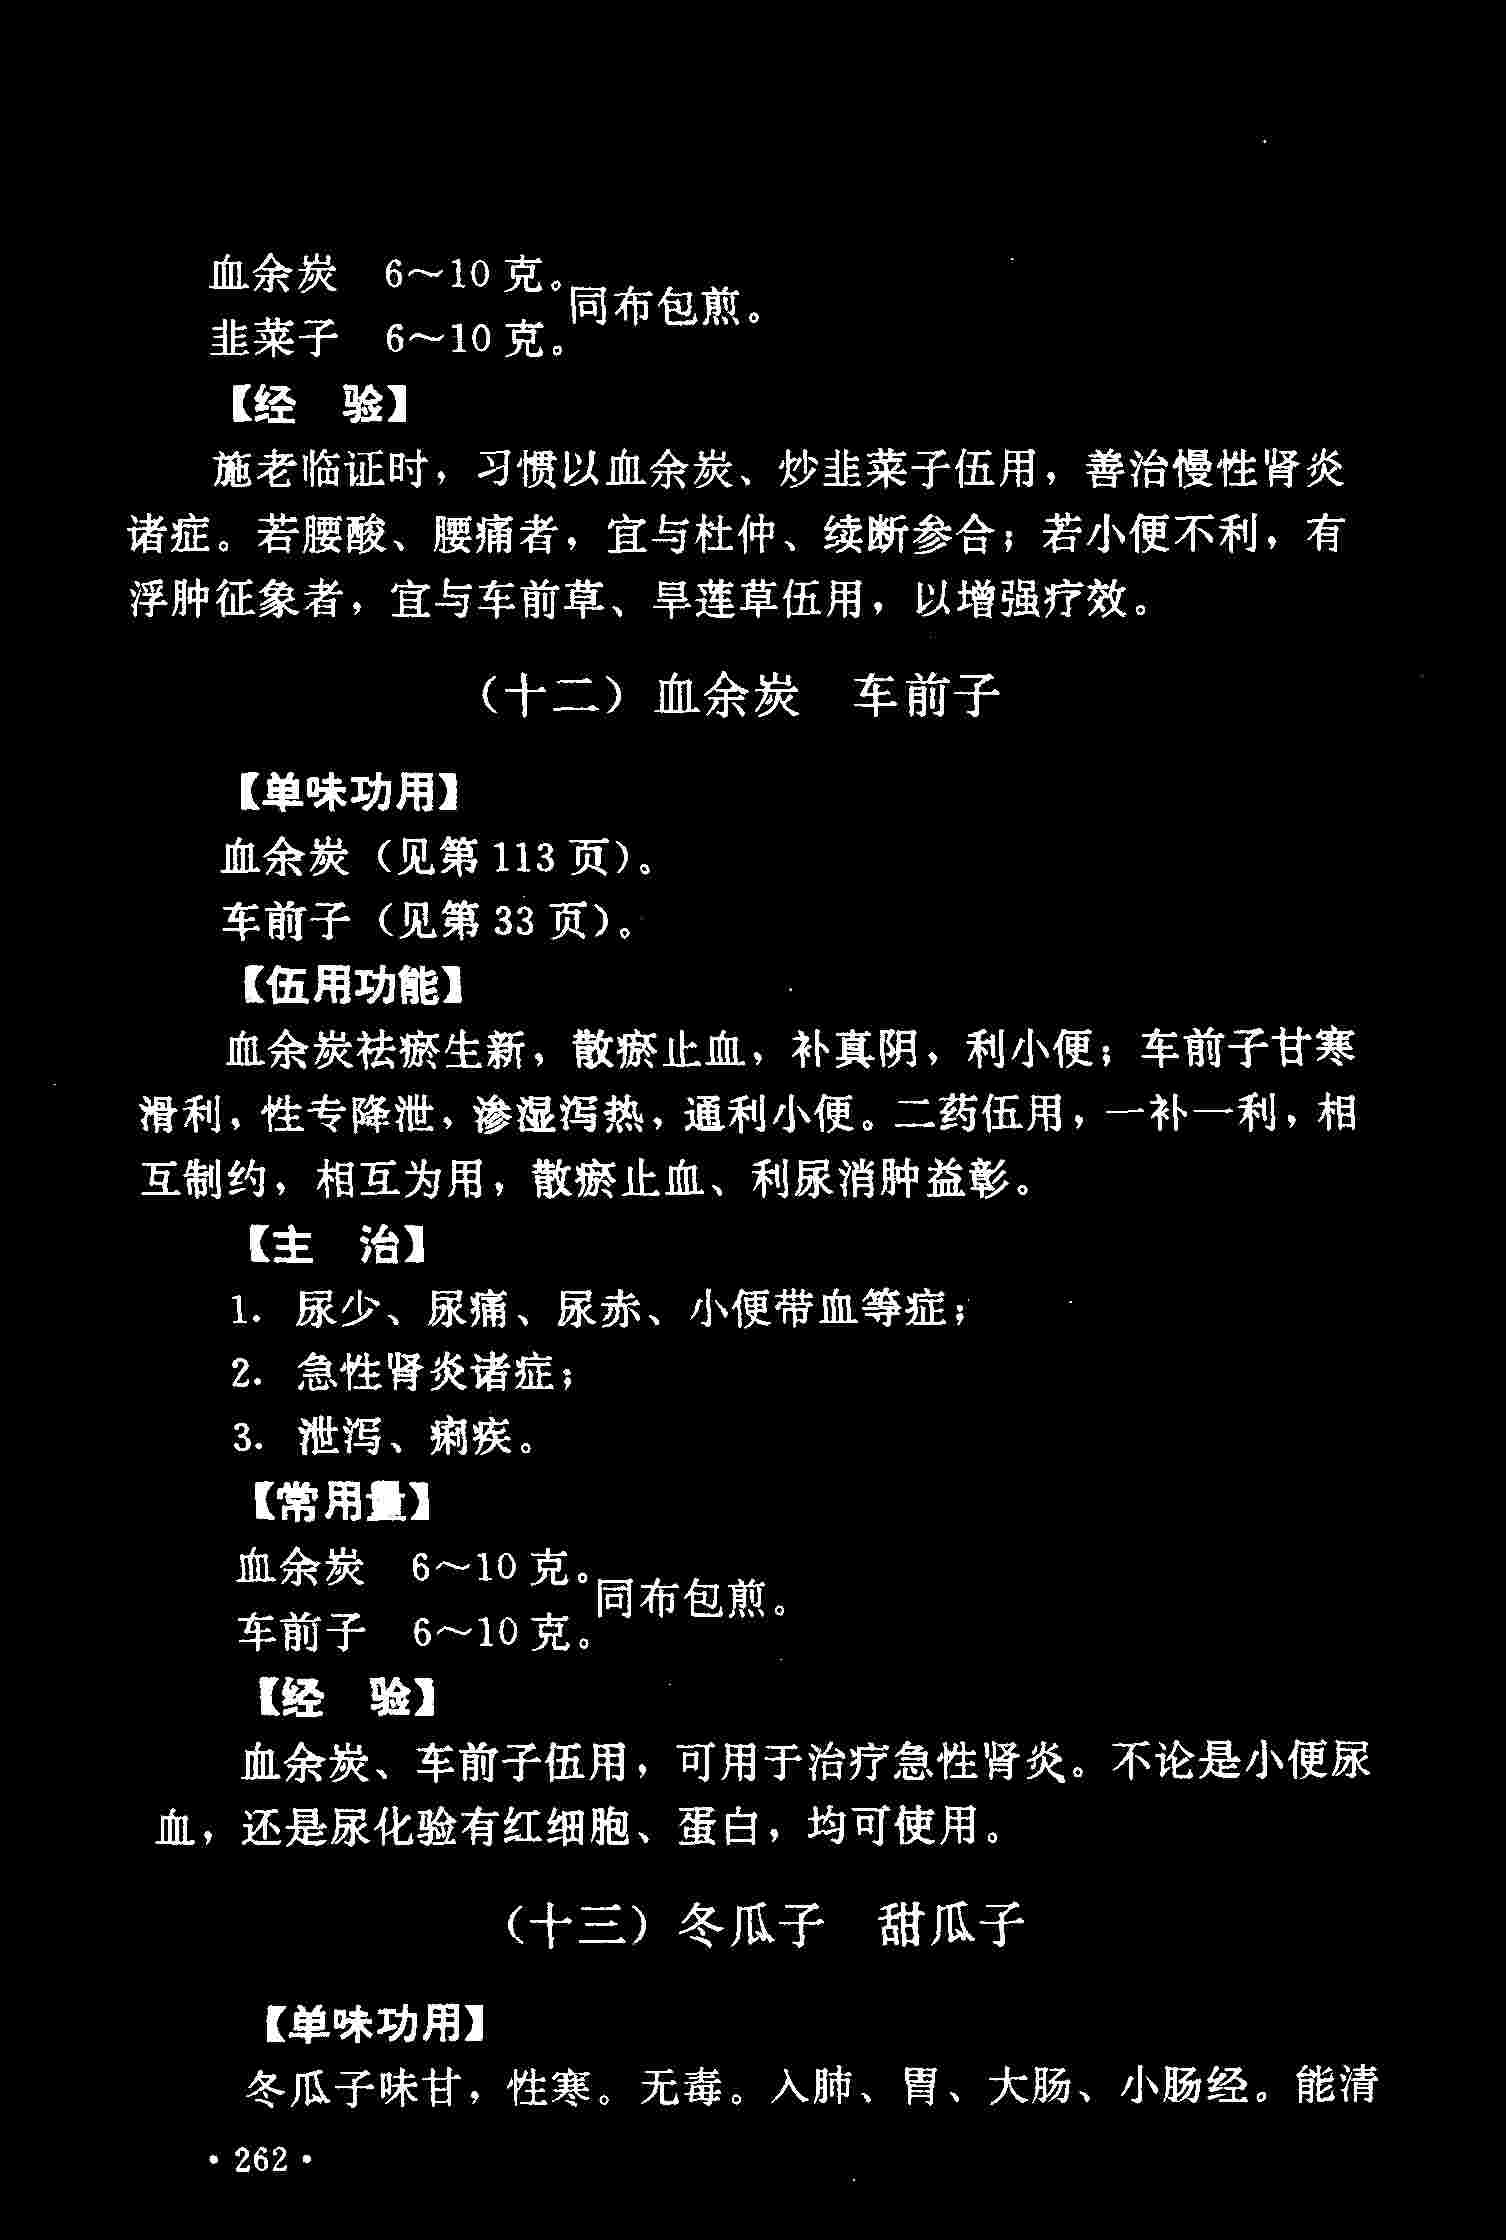 血余炭　6～10 克。
同布包煎。
韭菜子　6～10 克。
【经　验】
施老临证时，习惯以血余炭、炒韭菜子伍用，善治慢性肾炎
诸症。若腰酸、腰痛者，宜与杜仲、续断参合；若小便不利，有
浮肿征象者，宜与车前草、旱莲草伍用，以增强疗效。
（十二）血余炭　车前子
【单味功用】
血余炭（见第 113 页）。
车前子（见第 33 页）。
【伍用功能】
血余炭祛瘀生新，散瘀止血，补真阴，利小便；车前子甘寒
滑利，性专降泄，渗湿泻热，通利小便。二药伍用，一补一利，相
互制约，相互为用，散瘀止血、利尿消肿益彰。
【主　治】
1. 尿少、尿痛、尿赤、小便带血等症；
2. 急性肾炎诸症；
3. 泄泻、痢疾。
【常用量】
血余炭　6～10 克。
同布包煎。
车前子　6～10 克。
【经　验】
血余炭、车前子伍用，可用于治疗急性肾炎。不论是小便尿
血，还是尿化验有红细胞、蛋白，均可使用。
（十三）冬瓜子　甜瓜子
【单味功用】
冬瓜子味甘，性寒。无毒。入肺、胃、大肠、小肠经。能清
· 262 ·